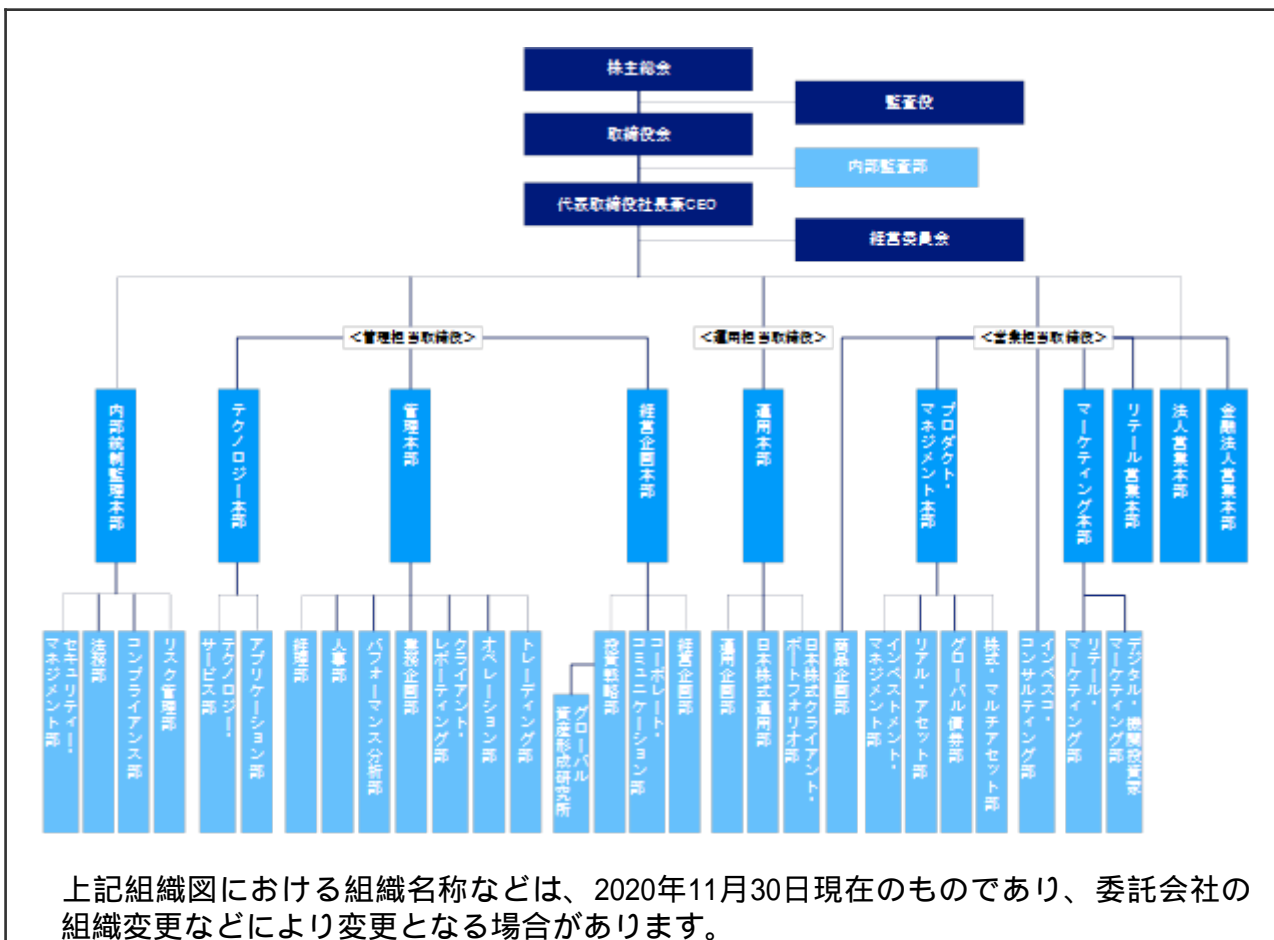 株主総会
監査役
取締役会
内部監査部
代表取締役社長兼CEO
経営委員会
＜管理担当取締役＞
＜運用担当取締役＞
＜営業担当取締役＞
内部統制監理本部
テクノロジー本部
管理本部
経営企画本部
運用本部
プロダクト・
マネジメント本部
マーケティング本部
リテール営業本部
法人営業本部
金融法人営業本部
セキュリティー・
マネジメント部
法務部
コンプライアンス部
リスク管理部
テクノロジー・
サービス部
アプリケーション部
経理部
人事部
パフォーマンス分析部
業務企画部
クライアント・
レポーティング部
オペレーション部
トレーディング部
グローバル
資産形成研究所
投資戦略部
コーポレート・
コミュニケーション部
経営企画部
運用企画部
日本株式運用部
日本株式クライアント・
ポートフォリオ部
商品企画部
インベストメント・
マネジメント部
リアル・アセット部
グローバル債券部
株式・マルチアセット部
インベスコ・
コンサルティング部
リテール・
マーケティング部
デジタル・機関投資家
マーケティング部
上記組織図における組織名称などは、2020年11月30日現在のものであり、委託会社の
組織変更などにより変更となる場合があります。